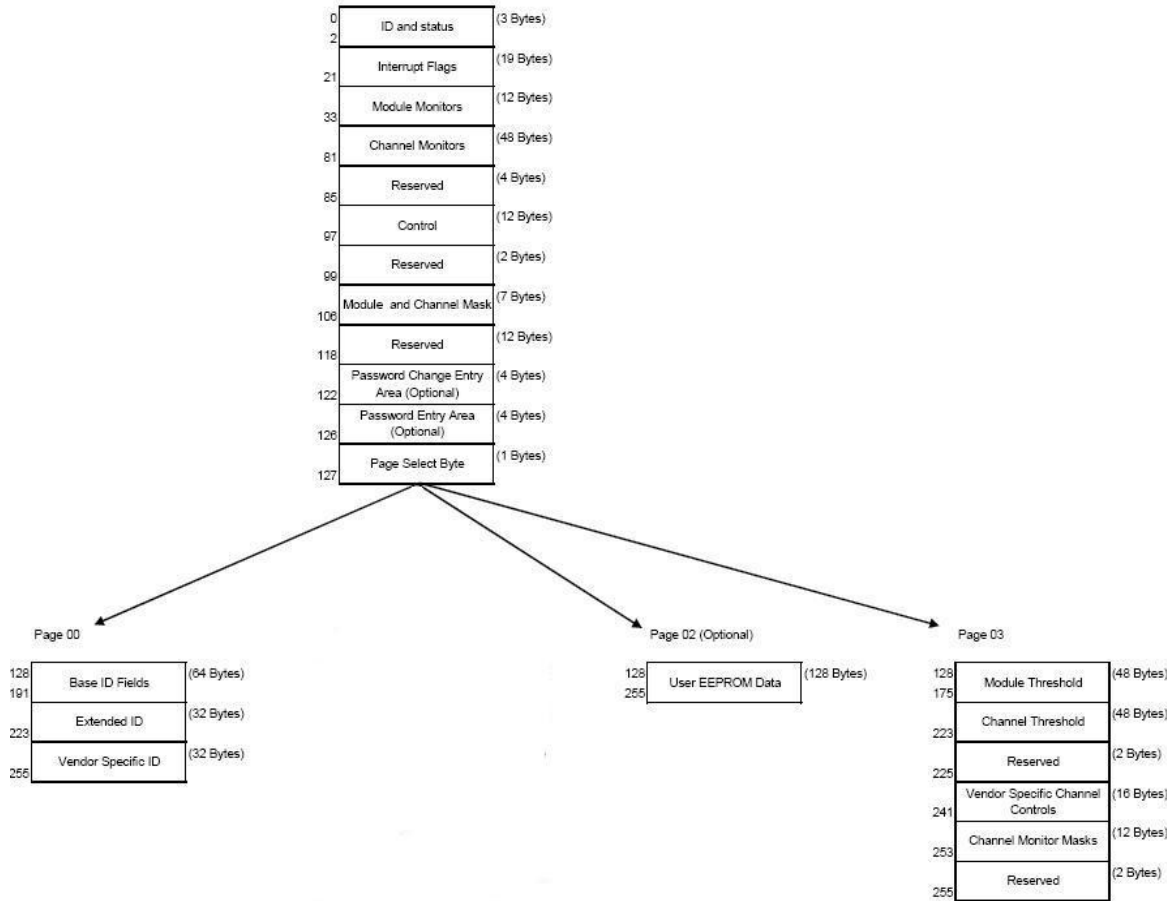 0 ID and status (3 Bytes)
2
Interrupt Flags (19 Bytes)
21
Module Monitors (12 Bytes)
33
Channel Monitors (48 Bytes)
81
Reserved (4 Bytes)
85
Control (12 Bytes)
97
Reserved (2 Bytes)
99
Module and Channel Mask (7 Bytes)
106
Reserved (12 Bytes)
118
Password Change Entry (4 Bytes)
122 Area (Optional)
Password Entry Area (4 Bytes)
126 (Optional)
Page Select Byte (1 Bytes)
127
Page 00
128 Base ID Fields (64 Bytes)
191
Extended ID (32 Bytes)
223
Vendor Specific ID (32 Bytes)
255
Page 02 (Optional)
128 User EEPROM Data (128 Bytes)
255
Page 03
128 Module Threshold (48 Bytes)
175
Channel Threshold (48 Bytes)
223
Reserved (2 Bytes)
225
Vendor Specific Channel (16 Bytes)
241 Controls
Channel Monitor Masks (12 Bytes)
253
Reserved (2 Bytes)
255